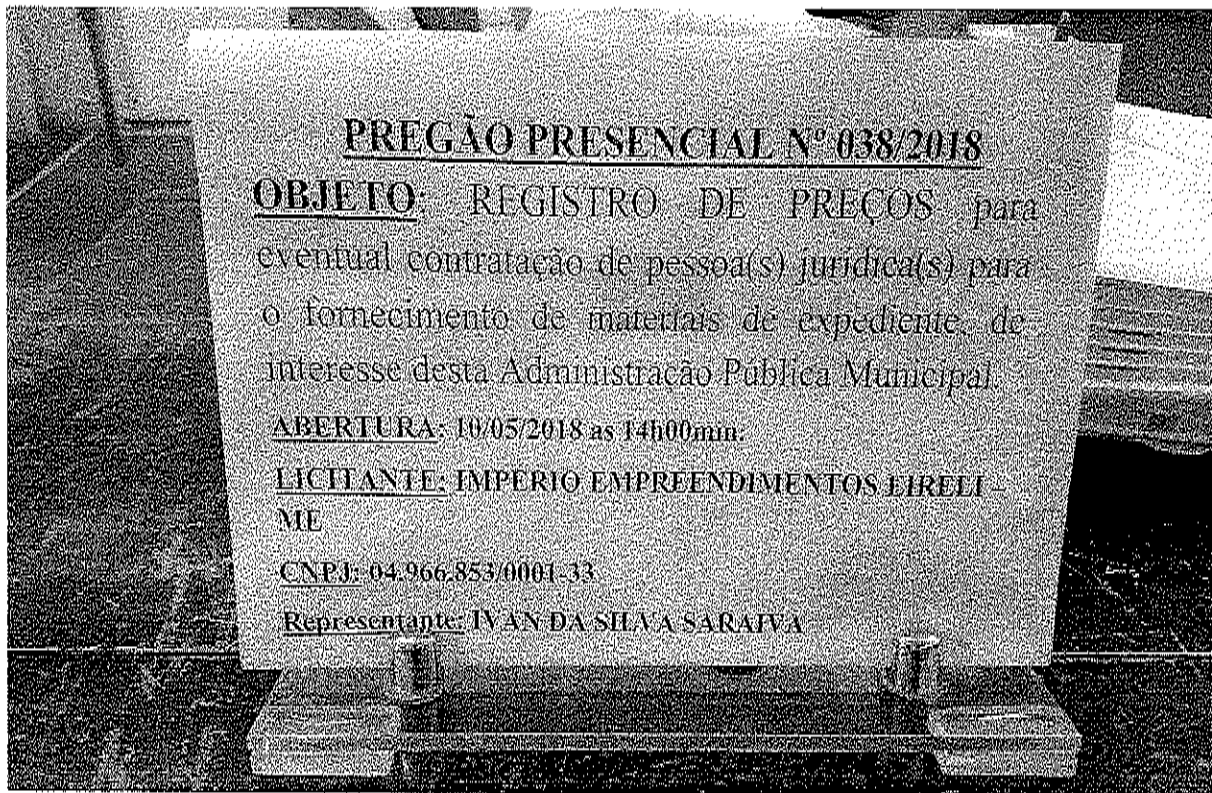 PREGÃO PRESENCIAL Nº 038/2018
OBJETO: REGISTRO DE PREÇOS para
eventual contratação de pessoa(s) jurídica(s) para
o fornecimento de materiais de expediente, de
interesse desta Administração Pública Municipal.
ABERTURA: 10/05/2018 as 14h00min.
LICITANTE: IMPERIO EMPREENDIMENTOS EIRELI –
ME
CNPJ: 04.966.853/0001-33
Representante: IVAN DA SILVA SARAIVA